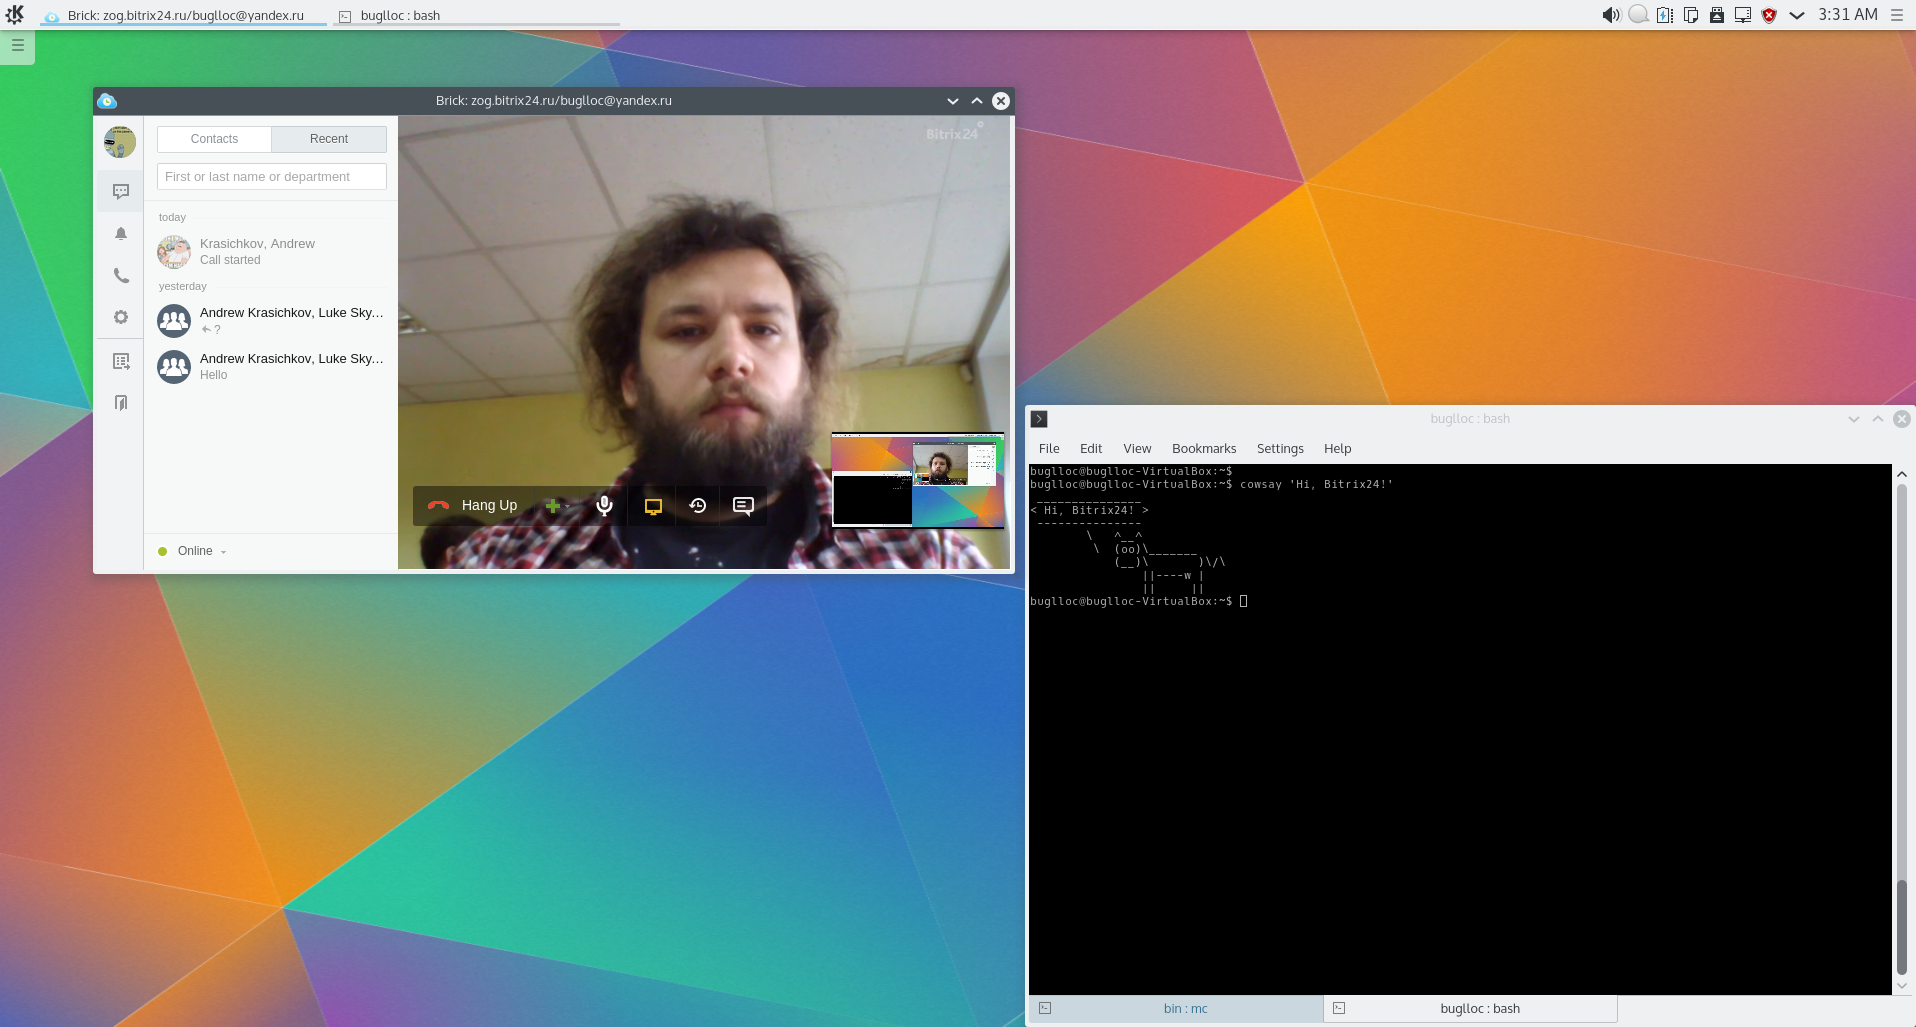 Brick: zog.bitrix24.ru/buglloc@yandex.ru
buglloc : bash
3:31 AM
Brick: zog.bitrix24.ru/buglloc@yandex.ru
Contacts
Recent
First or last name or department
today
Krasichkov, Andrew
Call started
yesterday
Andrew Krasichkov, Luke Sky...
?
Andrew Krasichkov, Luke Sky...
Hello
Online
Bitrix24
Hang Up
buglloc : bash
File Edit View Bookmarks Settings Help
buglloc@buglloc-VirtualBox:~$
buglloc@buglloc-VirtualBox:~$ cowsay 'Hi, Bitrix24!'
 _______________
< Hi, Bitrix24! >
 ---------------
        \   ^__^
         \  (oo)\_______
            (__)\       )\/\
                ||----w |
                ||     ||
buglloc@buglloc-VirtualBox:~$
bin : mc
buglloc : bash